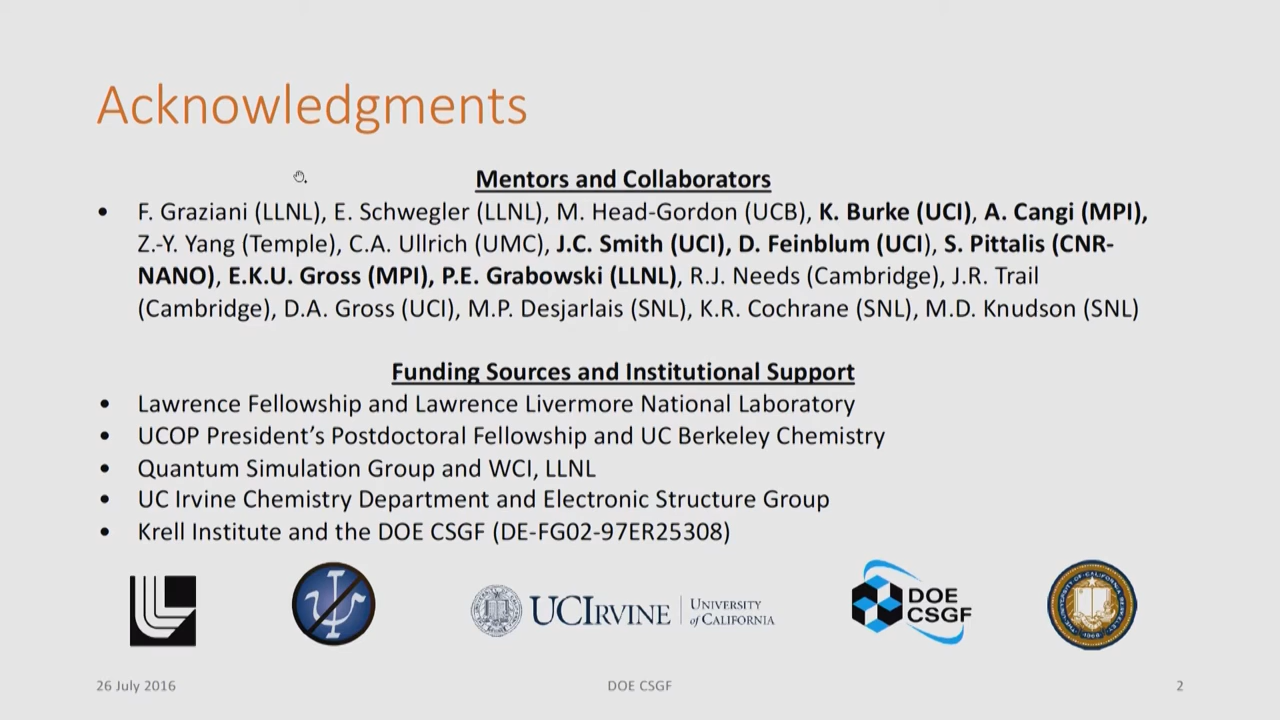 Acknowledgments
Mentors and Collaborators
• F. Graziani (LLNL), E. Schwegler (LLNL), M. Head-Gordon (UCB), K. Burke (UCI), A. Cangi (MPI),
Z.-Y. Yang (Temple), C.A. Ullrich (UMC), J.C. Smith (UCI), D. Feinblum (UCI), S. Pittalis (CNR-
NANO), E.K.U. Gross (MPI), P.E. Grabowski (LLNL), R.J. Needs (Cambridge), J.R. Trail
(Cambridge), D.A. Gross (UCI), M.P. Desjarlais (SNL), K.R. Cochrane (SNL), M.D. Knudson (SNL)
Funding Sources and Institutional Support
• Lawrence Fellowship and Lawrence Livermore National Laboratory
• UCOP President’s Postdoctoral Fellowship and UC Berkeley Chemistry
• Quantum Simulation Group and WCI, LLNL
• UC Irvine Chemistry Department and Electronic Structure Group
• Krell Institute and the DOE CSGF (DE-FG02-97ER25308)
UCIRVINE
UNIVERSITY
of CALIFORNIA
DOE
CSGF
26 July 2016
DOE CSGF
2